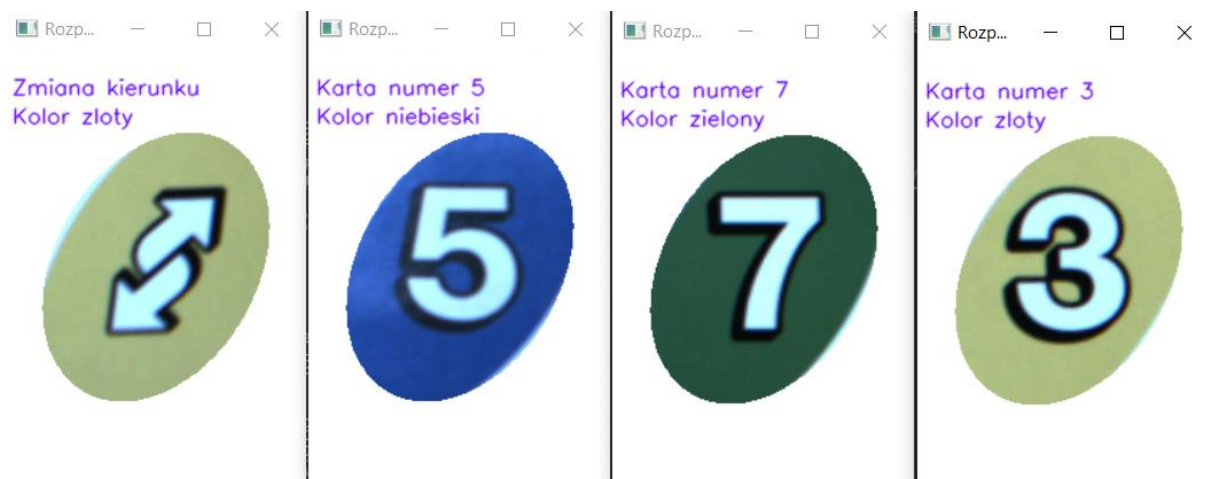 Rozp...
Zmiana kierunku
Kolor zloty
Rozp...
Karta numer 5
Kolor niebieski
5
Rozp...
Karta numer 7
Kolor zielony
7
Rozp...
Karta numer 3
Kolor zloty
3